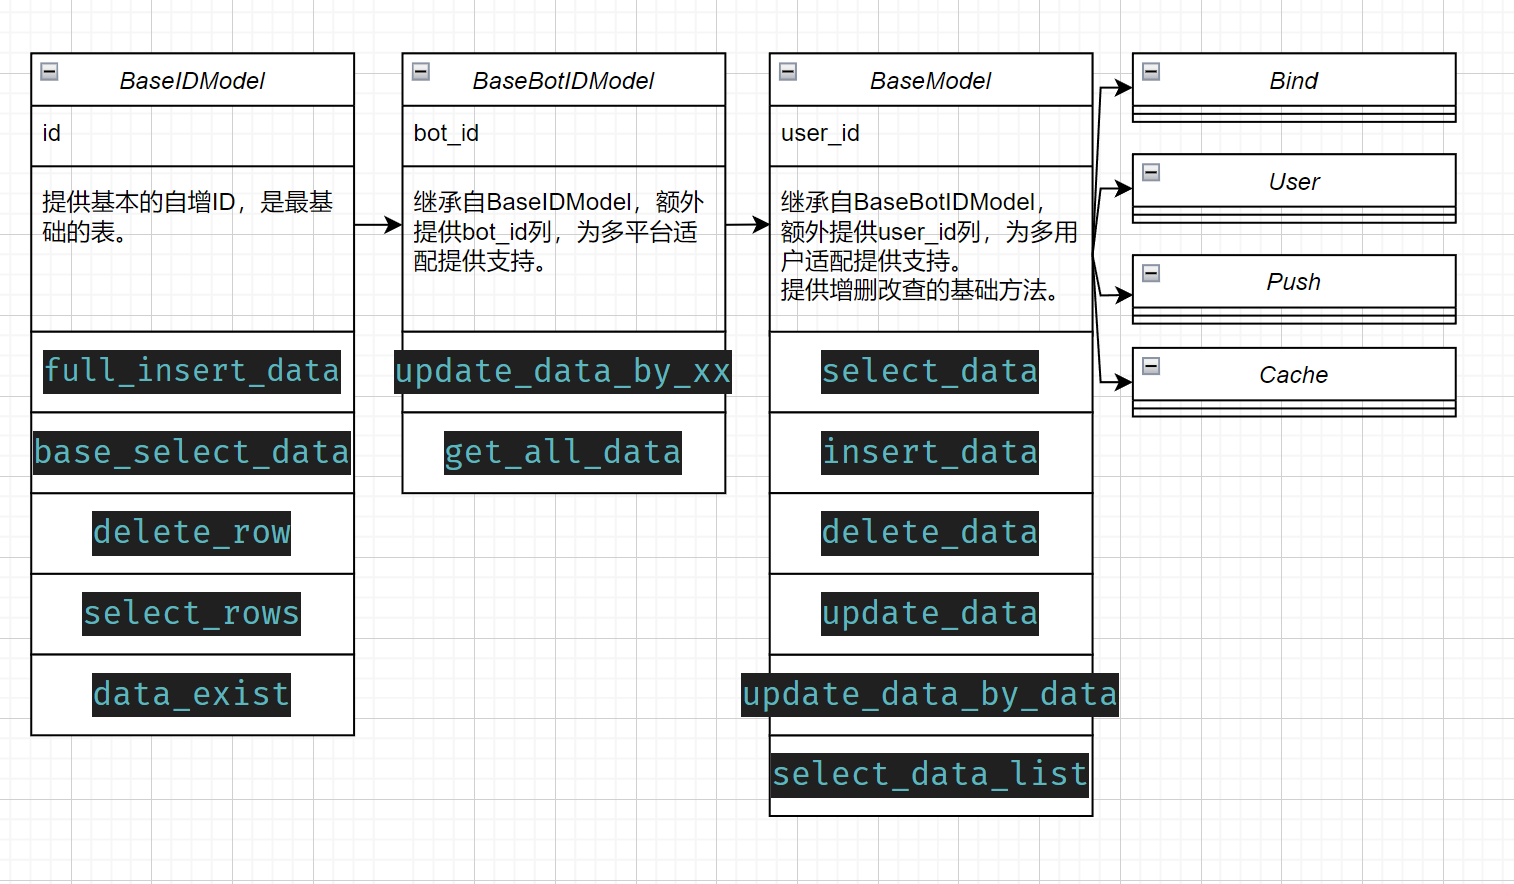 BaseIDModel
id
提供基本的自增ID，是最基
础的表。
full_insert_data
base_select_data
delete_row
select_rows
data_exist
BaseBotIDModel
bot_id
继承自BaseIDModel，额外
提供bot_id列，为多平台适
配提供支持。
update_data_by_xx
get_all_data
BaseModel
user_id
继承自BaseBotIDModel，
额外提供user_id列，为多用
户适配提供支持。
提供增删改查的基础方法。
select_data
insert_data
delete_data
update_data
update_data_by_data
select_data_list
Bind
User
Push
Cache